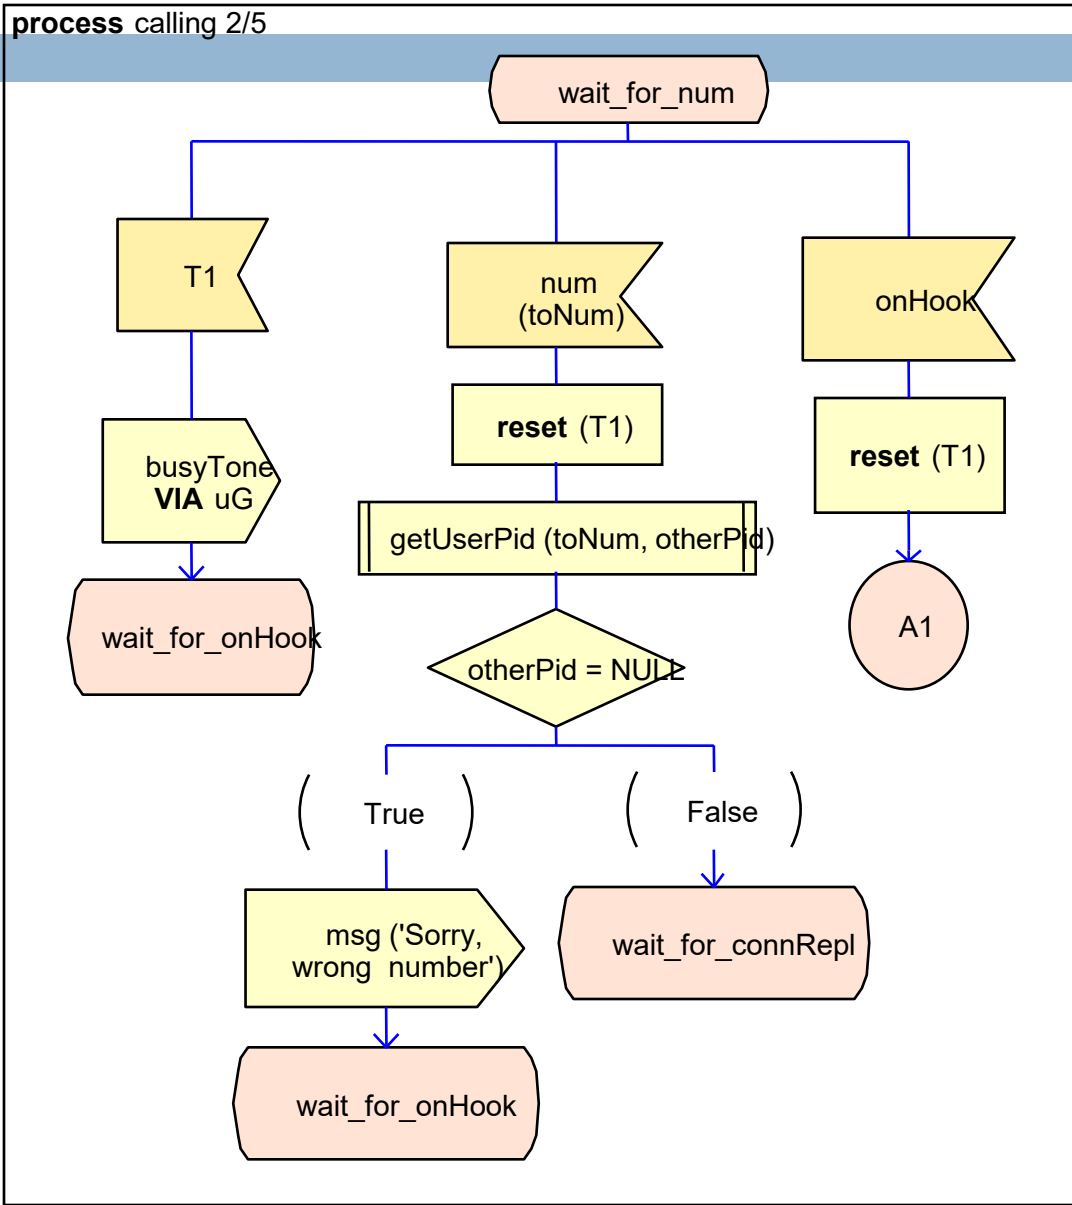 process calling 2/5
wait_for_num
T1
num
(toNum)
onHook
reset (T1)
reset (T1)
busyTone
VIA uG
getUserPid (toNum, otherPid)
wait_for_onHook
A1
otherPid = NULL
True
False
msg ('Sorry,
wrong number')
wait_for_connRepl
wait_for_onHook